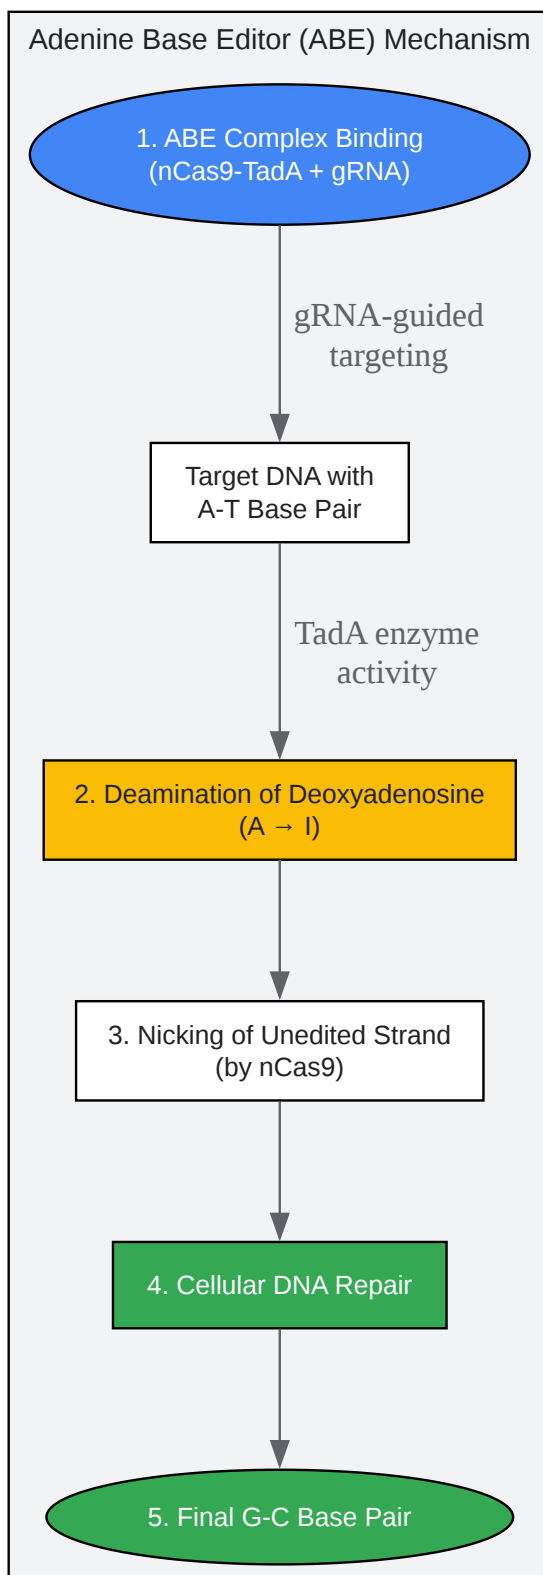 Adenine Base Editor (ABE) Mechanism
1. ABE Complex Binding
(nCas9-TadA + gRNA)
gRNA-guided
targeting
Target DNA with
A-T Base Pair
TadA enzyme
activity
2. Deamination of Deoxyadenosine
(A → I)
3. Nicking of Unedited Strand
(by nCas9)
4. Cellular DNA Repair
5. Final G-C Base Pair